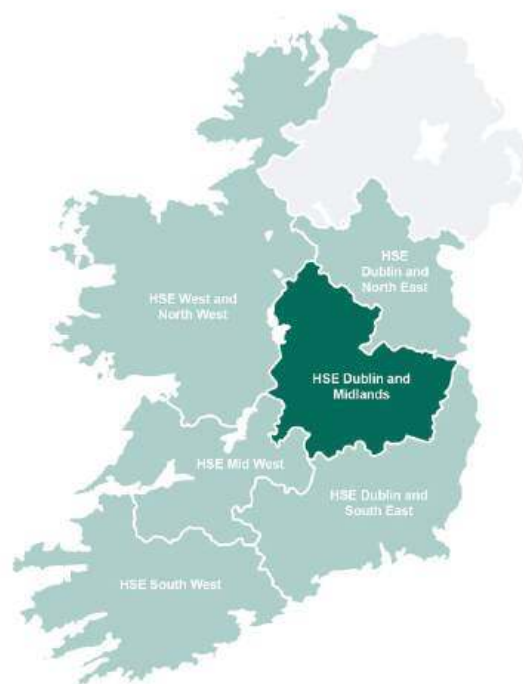 HSE
Dublin and
North East
HSE West and
North West
HSE Dublin and
Midlands
HSE Mid West
HSE Dublin and
South East
HSE South West